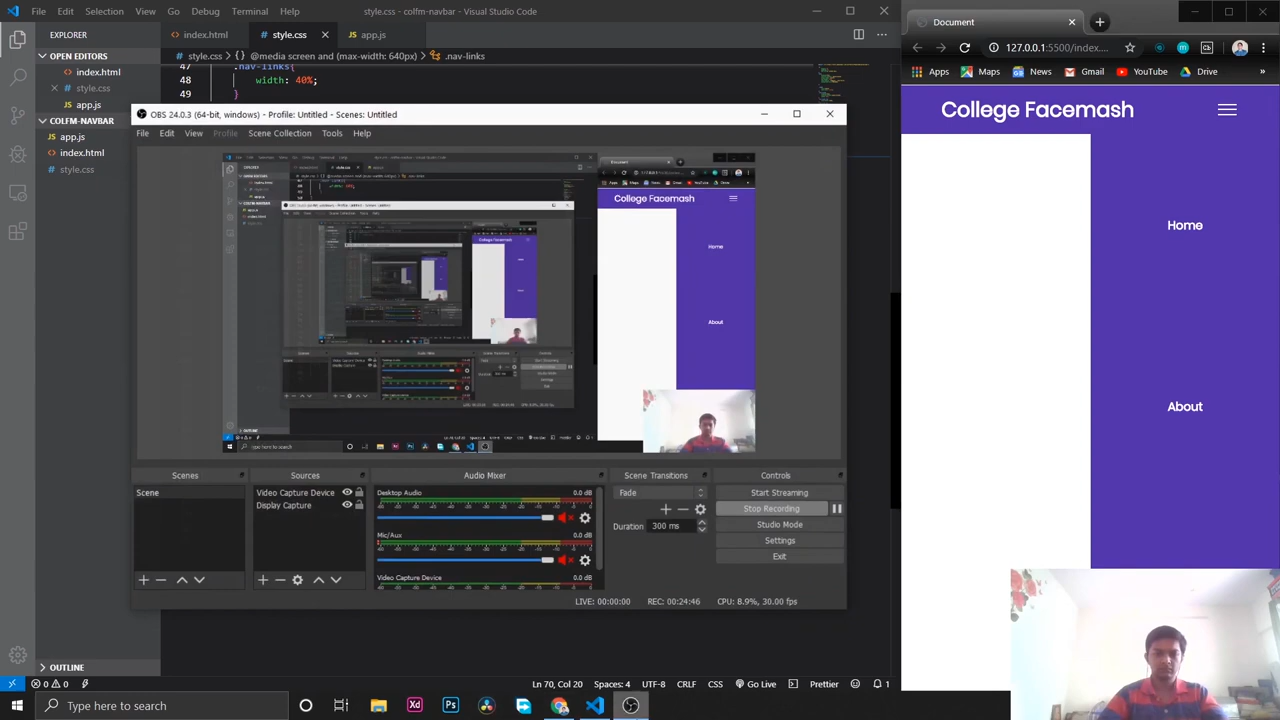 File Edit Selection View Go Debug Terminal Help
style.css - colfm-navbar - Visual Studio Code
EXPLORER
index.html
style.css
app.js
OPEN EDITORS
style.css > {} @media screen (max-width: 640px) > .nav-links
index.html
style.css
app.js
COLFM-NAVBAR
app.js
index.html
style.css
47 .nav-links{
48 width: 40%;
49 }
OBS 24.0.3 (64-bit, windows) - Profile: Untitled - Scenes: Untitled
File Edit View Profile Scene Collection Tools Help
College Facemash
Home
About
Scenes
Scene
Sources
Video Capture Device
Display Capture
Audio Mixer
Desktop Audio 0.0 dB
Mic/Aux 0.0 dB
Video Capture Device 0.0 dB
Scene Transitions
Fade
Duration 300 ms
Controls
Start Streaming
Stop Recording
Studio Mode
Settings
Exit
LIVE: 00:00:00 REC: 00:24:46 CPU: 8.9%, 30.00 fps
OUTLINE
0 0
Ln 70, Col 20 Spaces: 4 UTF-8 CRLF CSS Go Live Prettier 1
Type here to search
Xd
Ps
Document
127.0.0.1:5500/index....
Apps Maps News Gmail YouTube Drive
College Facemash
Home
About